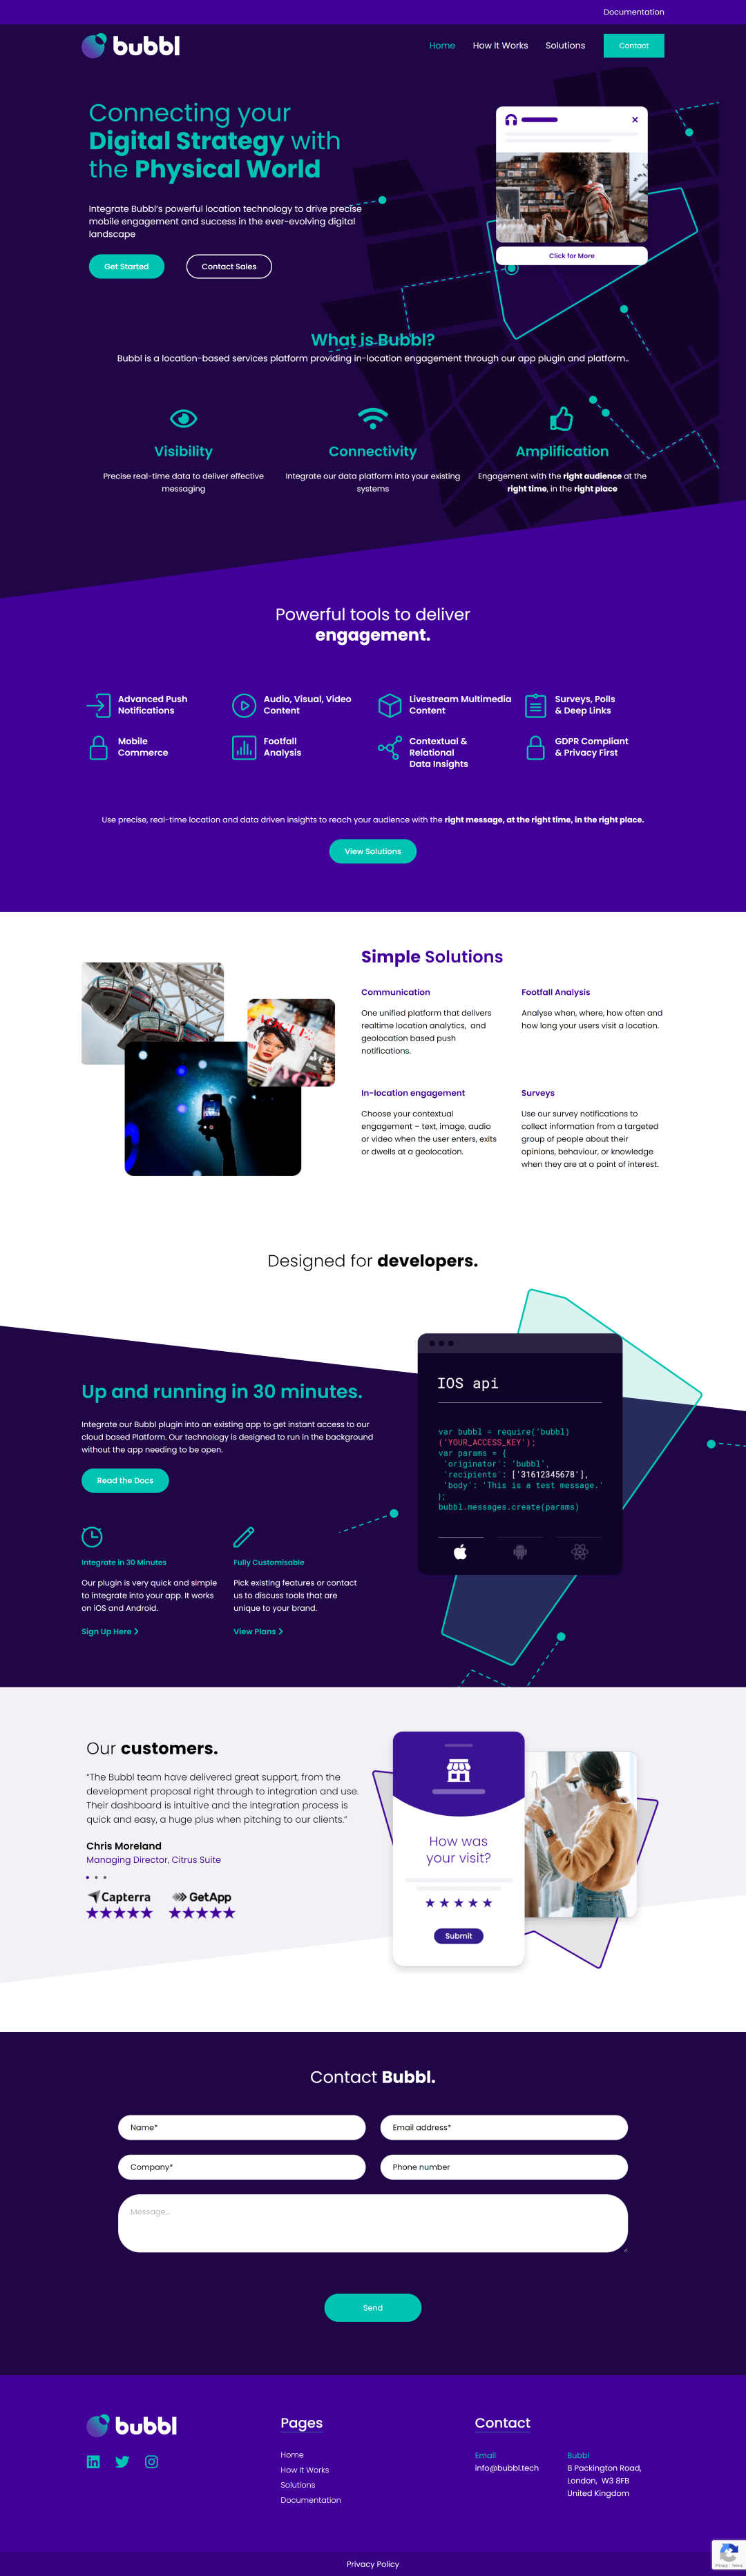 Documentation
bubbl
Home
How It Works
Solutions
Contact
Connecting your
Digital Strategy with
the Physical World
Integrate Bubbl's powerful location technology to drive precise
mobile engagement and success in the ever-evolving digital
landscape
Get Started
Contact Sales
Click for More
What is Bubbl?
Bubbl is a location-based services platform providing in-location engagement through our app plugin and platform..
Visibility
Precise real-time data to deliver effective
messaging
Connectivity
Integrate our data platform into your existing
systems
Amplification
Engagement with the right audience at the
right time, in the right place
Powerful tools to deliver
engagement.
Advanced Push
Notifications
Audio, Visual, Video
Content
Livestream Multimedia
Content
Surveys, Polls
& Deep Links
Mobile
Commerce
Footfall
Analysis
Contextual &
Relational
Data Insights
GDPR Compliant
& Privacy First
Use precise, real-time location and data driven insights to reach your audience with the right message, at the right time, in the right place.
View Solutions
VOGUE
Simple Solutions
Communication
One unified platform that delivers
realtime location analytics, and
geolocation based push
notifications.
Footfall Analysis
Analyse when, where, how often and
how long your users visit a location.
In-location engagement
Choose your contextual
engagement – text, image, audio
or video when the user enters, exits
or dwells at a geolocation.
Surveys
Use our survey notifications to
collect information from a targeted
group of people about their
opinions, behaviour, or knowledge
when they are at a point of interest.
Designed for developers.
Up and running in 30 minutes.
Integrate our Bubbl plugin into an existing app to get instant access to our
cloud based Platform. Our technology is designed to run in the background
without the app needing to be open.
Read the Docs
Integrate in 30 Minutes
Our plugin is very quick and simple
to integrate into your app. It works
on iOS and Android.
Sign Up Here
Fully Customisable
Pick existing features or contact
us to discuss tools that are
unique to your brand.
View Plans
IOS api
var bubbl = require('bubbl)
('YOUR_ACCESS_KEY');
var params = {
'originator': 'bubbl',
'recipients': ['31612345678'],
'body': 'This is a test message.'
};
bubbl.messages.create(params)
Our customers.
"The Bubbl team have delivered great support, from the
development proposal right through to integration and use.
Their dashboard is intuitive and the integration process is
quick and easy, a huge plus when pitching to our clients."
Chris Moreland
Managing Director, Citrus Suite
Capterra
GetApp
How was
your visit?
Submit
Contact Bubbl.
Name*
Email address*
Company*
Phone number
Message...
Send
bubbl
Pages
Home
How It Works
Solutions
Documentation
Contact
Email
info@bubbl.tech
Bubbl
8 Packington Road,
London, W3 8FB
United Kingdom
Privacy Policy
Privacy - Terms